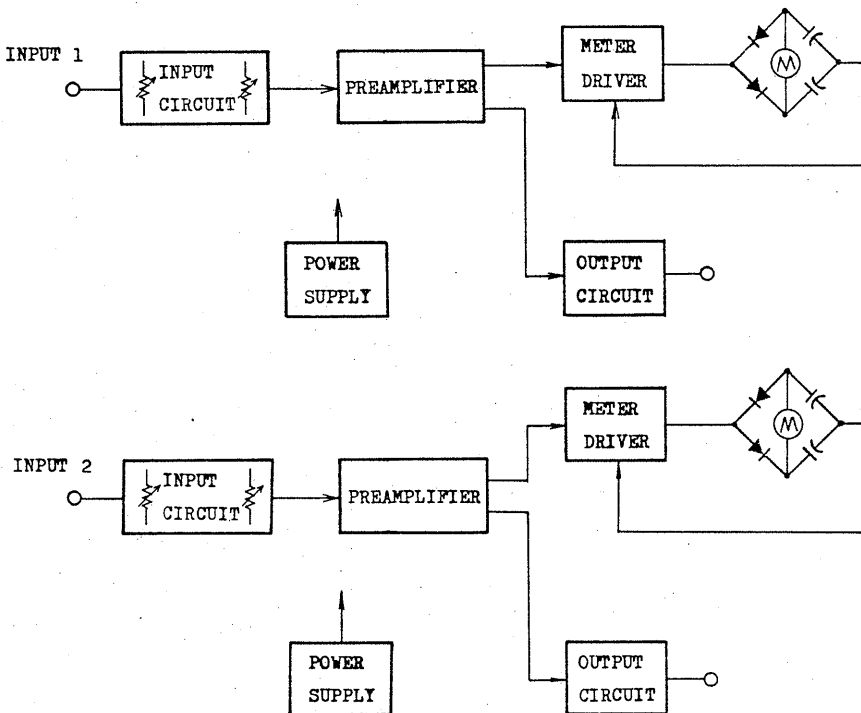 INPUT 1
INPUT
CIRCUIT
PREAMPLIFIER
METER
DRIVER
M
POWER
SUPPLY
OUTPUT
CIRCUIT
INPUT 2
INPUT
CIRCUIT
PREAMPLIFIER
METER
DRIVER
M
POWER
SUPPLY
OUTPUT
CIRCUIT